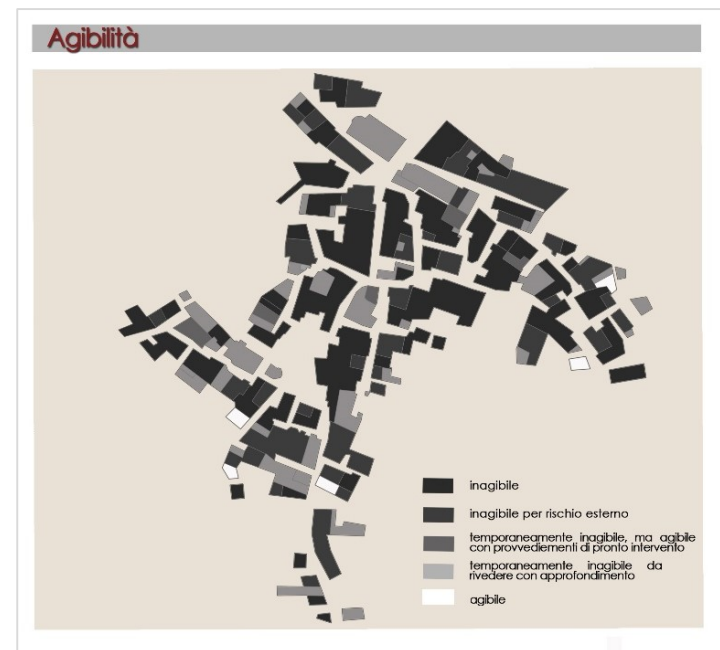 Agibilità
inagibile
inagibile per rischio esterno
temporaneamente inagibile, ma agibile
con provvediementi di pronto intervento
temporaneamente inagibile da
rivedere con approfondimento
agibile